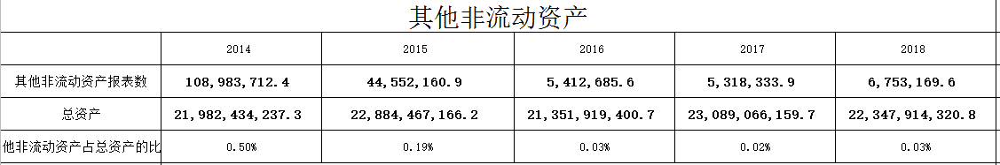 其他非流动资产
2014 2015 2016 2017 2018
其他非流动资产报表数 108,983,712.4 44,552,160.9 5,412,685.6 5,318,333.9 6,753,169.6
总资产 21,982,434,237.3 22,884,467,166.2 21,351,919,400.7 23,089,066,159.7 22,347,914,320.8
他非流动资产占总资产的比 0.50% 0.19% 0.03% 0.02% 0.03%